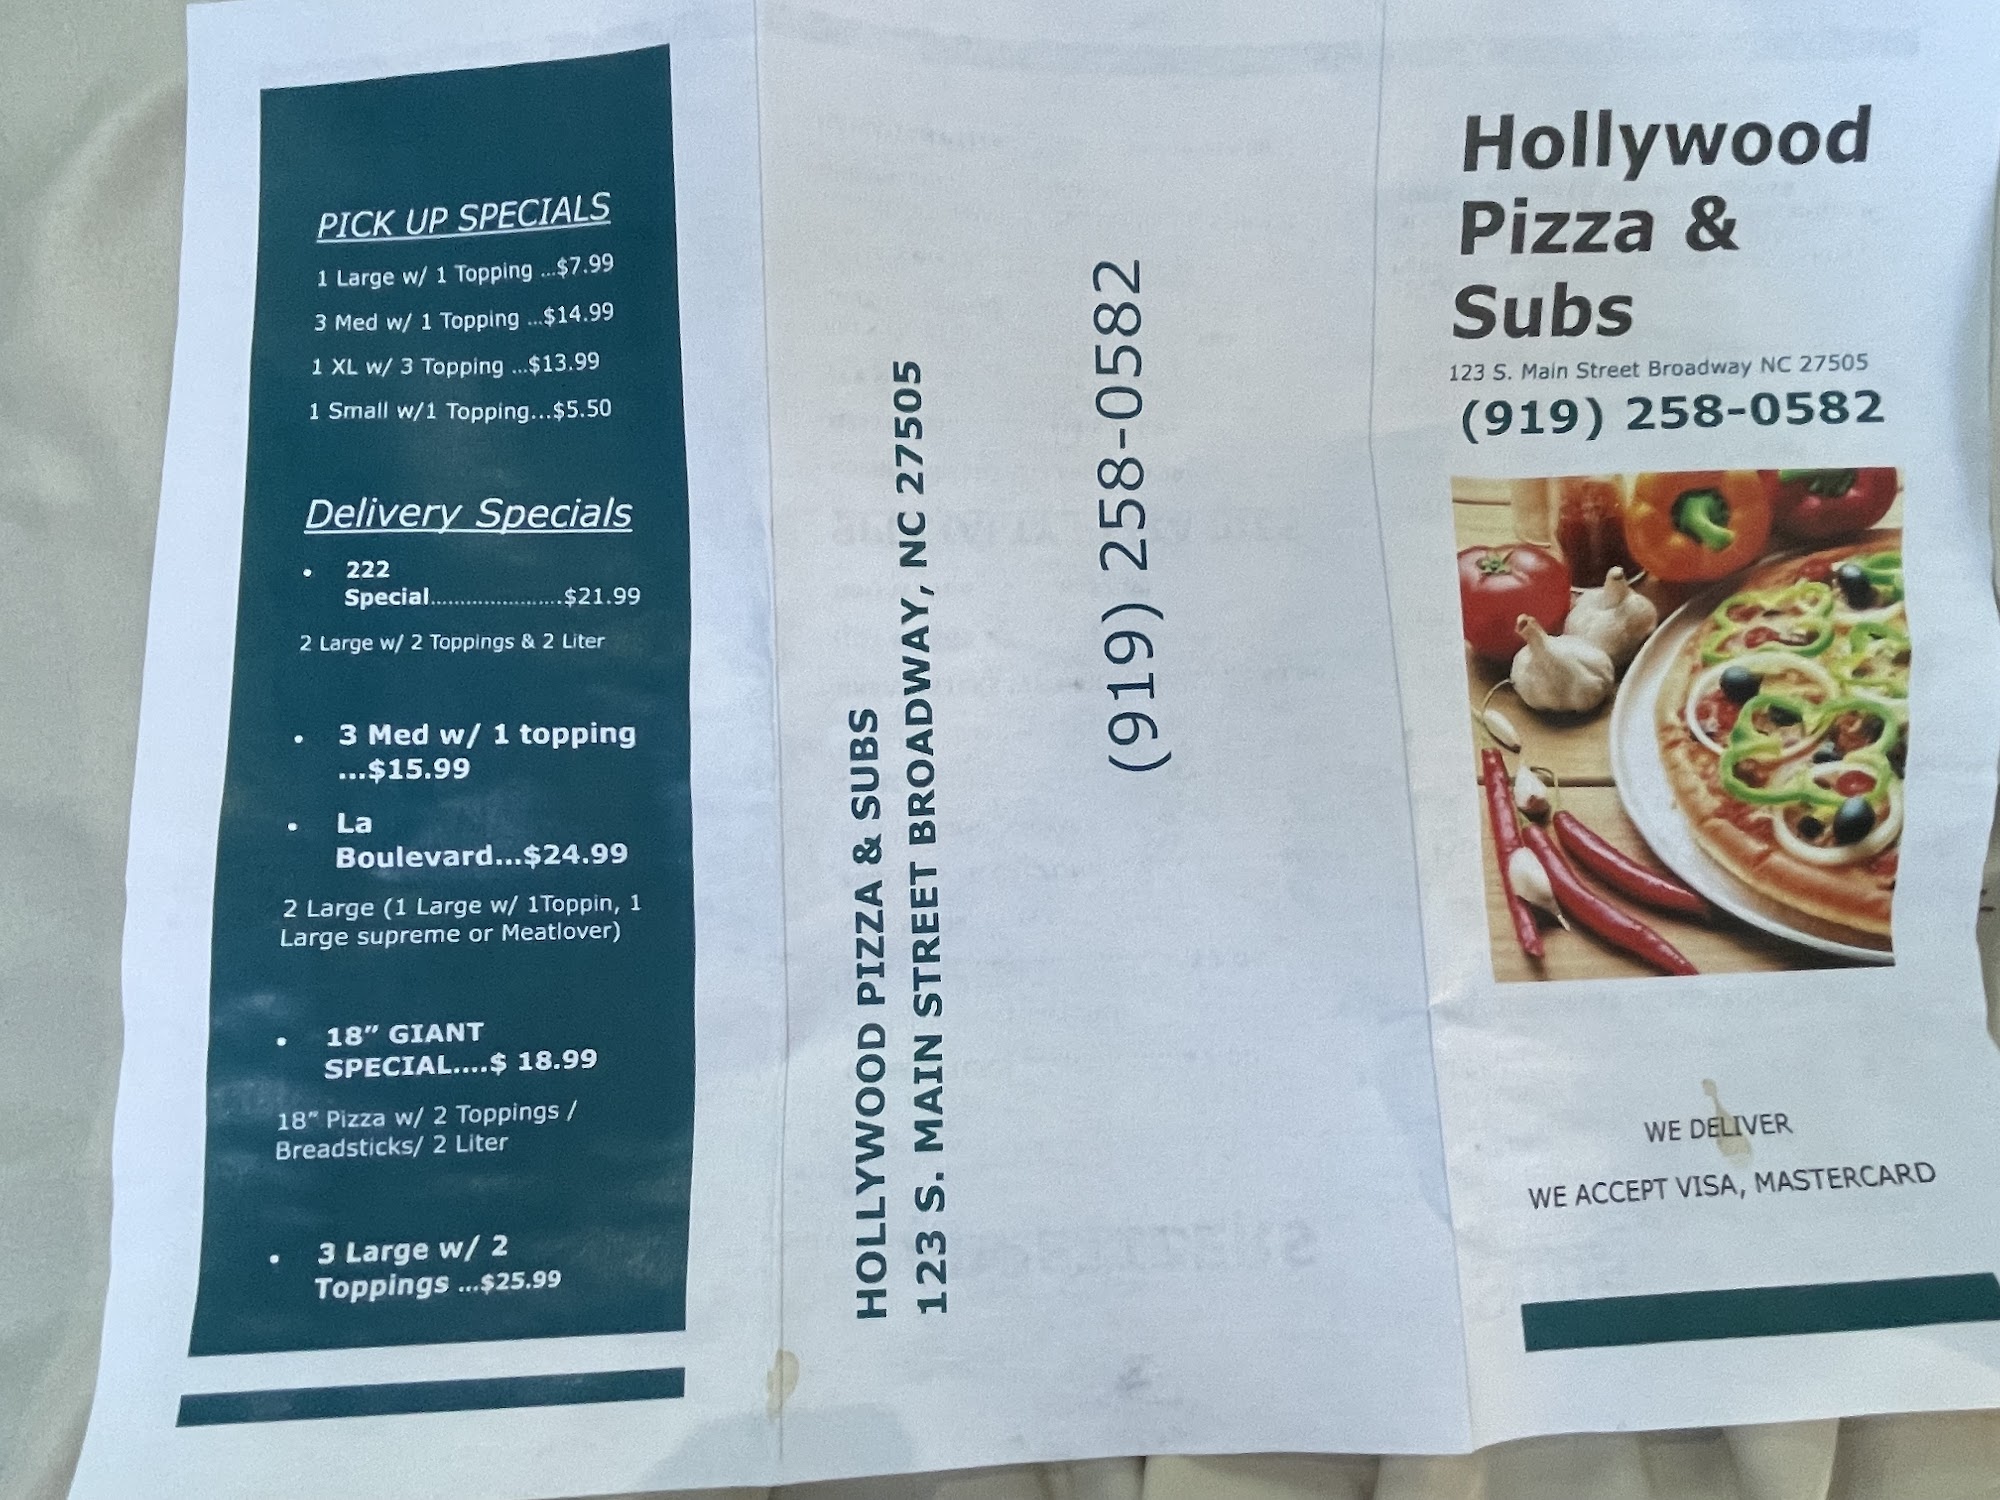 PICK UP SPECIALS
1 Large w/ 1 Topping ...$7.99
3 Med w/ 1 Topping ...$14.99
1 XL w/ 3 Topping ...$13.99
1 Small w/1 Topping...$5.50
Delivery Specials
• 222
Special.....................$21.99
2 Large w/ 2 Toppings & 2 Liter
• 3 Med w/ 1 topping
...$15.99
• La
Boulevard...$24.99
2 Large (1 Large w/ 1Toppin, 1
Large supreme or Meatlover)
• 18” GIANT
SPECIAL....$ 18.99
18” Pizza w/ 2 Toppings /
Breadsticks/ 2 Liter
• 3 Large w/ 2
Toppings ...$25.99
HOLLYWOOD PIZZA & SUBS
123 S. MAIN STREET BROADWAY, NC 27505
(919) 258-0582
Hollywood
Pizza &
Subs
123 S. Main Street Broadway NC 27505
(919) 258-0582
WE DELIVER
WE ACCEPT VISA, MASTERCARD